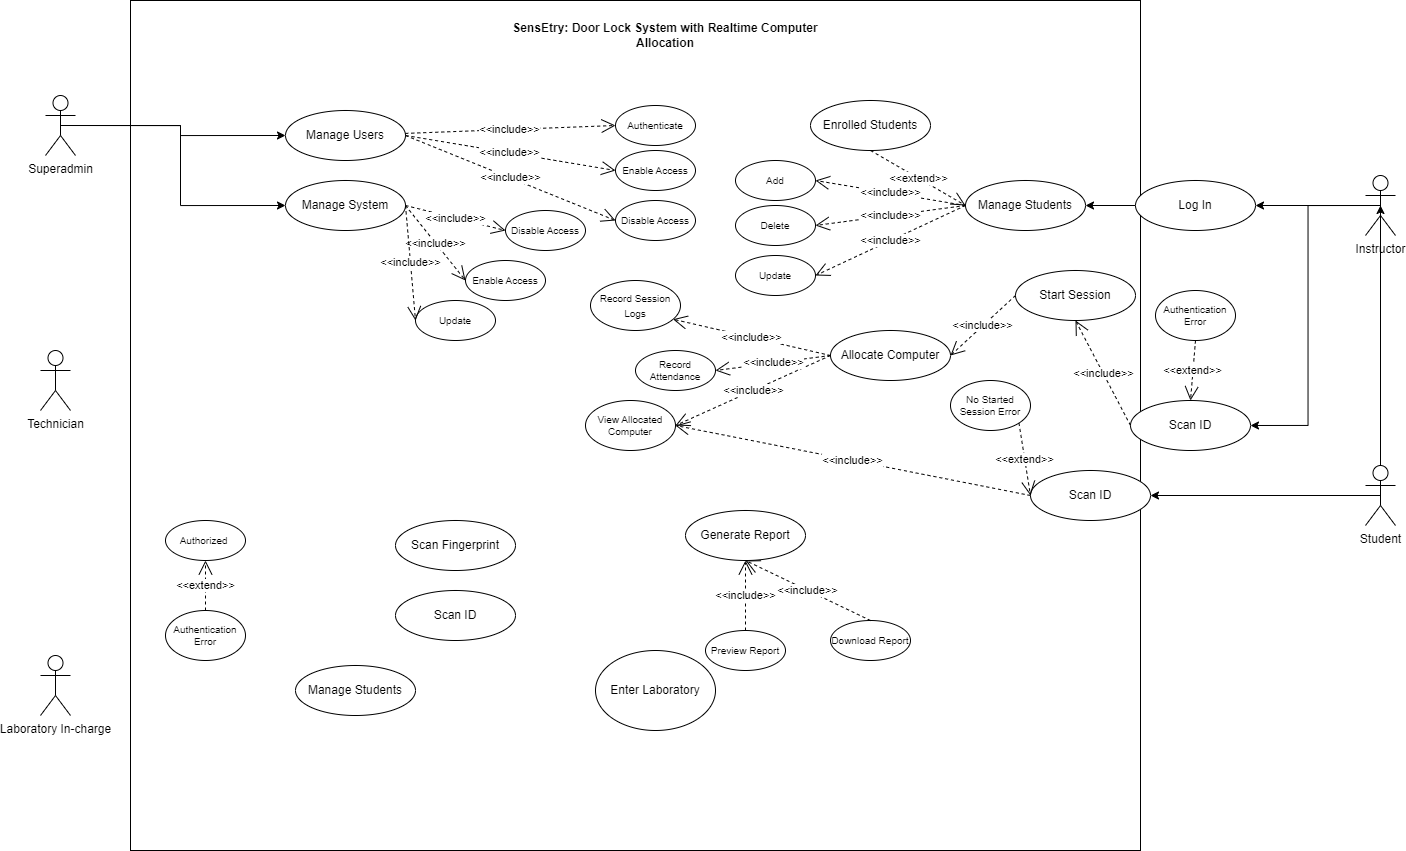 SensEtry: Door Lock System with Realtime Computer
Allocation
Superadmin
Manage Users
<<include>>
Authenticate
<<include>>
Enable Access
<<include>>
Disable Access
Manage System
<<include>>
Disable Access
<<include>>
Enable Access
<<include>>
Update
Enrolled Students
<<extend>>
Add
<<include>>
Delete
<<include>>
Update
<<include>>
Manage Students
Log In
Instructor
Record Session
Logs
<<include>>
Record
Attendance
<<include>>
View Allocated
Computer
<<include>>
Allocate Computer
<<include>>
Start Session
<<include>>
Authentication
Error
<<extend>>
Scan ID
No Started
Session Error
<<extend>>
<<include>>
Scan ID
Student
Technician
Authorized
<<extend>>
Authentication
Error
Scan Fingerprint
Scan ID
Manage Students
Generate Report
<<include>>
<<include>>
Preview Report
Download Report
Enter Laboratory
Laboratory In-charge